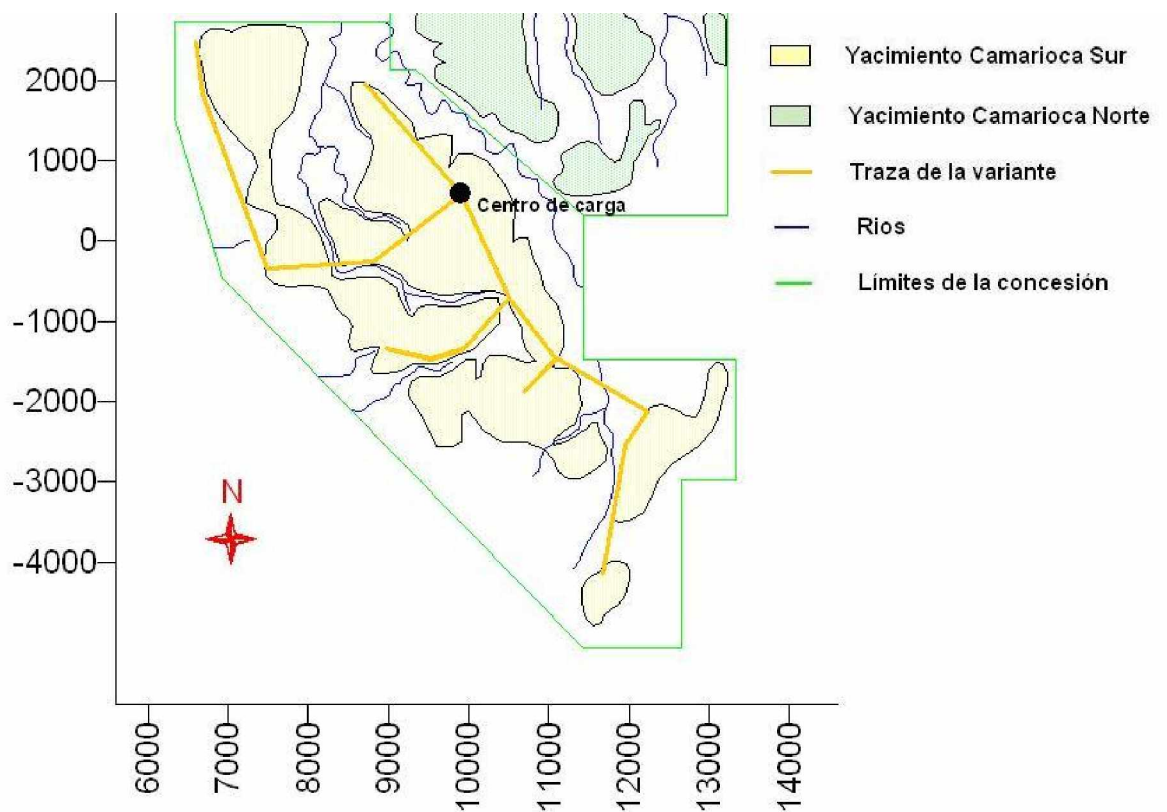 Yacimiento Camarioca Sur
Yacimiento Camarioca Norte
Traza de la variante
Rios
Límites de la concesión
2000
1000
0
-1000
-2000
-3000
-4000
Centro de carga
N
6000
7000
8000
9000
10000
11000
12000
13000
14000